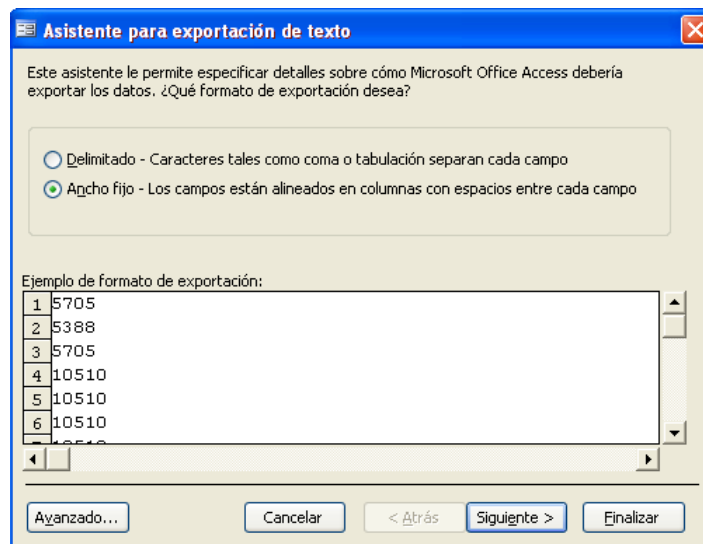 Asistente para exportación de texto
Este asistente le permite especificar detalles sobre cómo Microsoft Office Access debería
exportar los datos. ¿Qué formato de exportación desea?
Delimitado - Caracteres tales como coma o tabulación separan cada campo
Ancho fijo - Los campos están alineados en columnas con espacios entre cada campo
Ejemplo de formato de exportación:
1 5705
2 5388
3 5705
4 10510
5 10510
6 10510
Avanzado... Cancelar < Atrás Siguiente > Finalizar